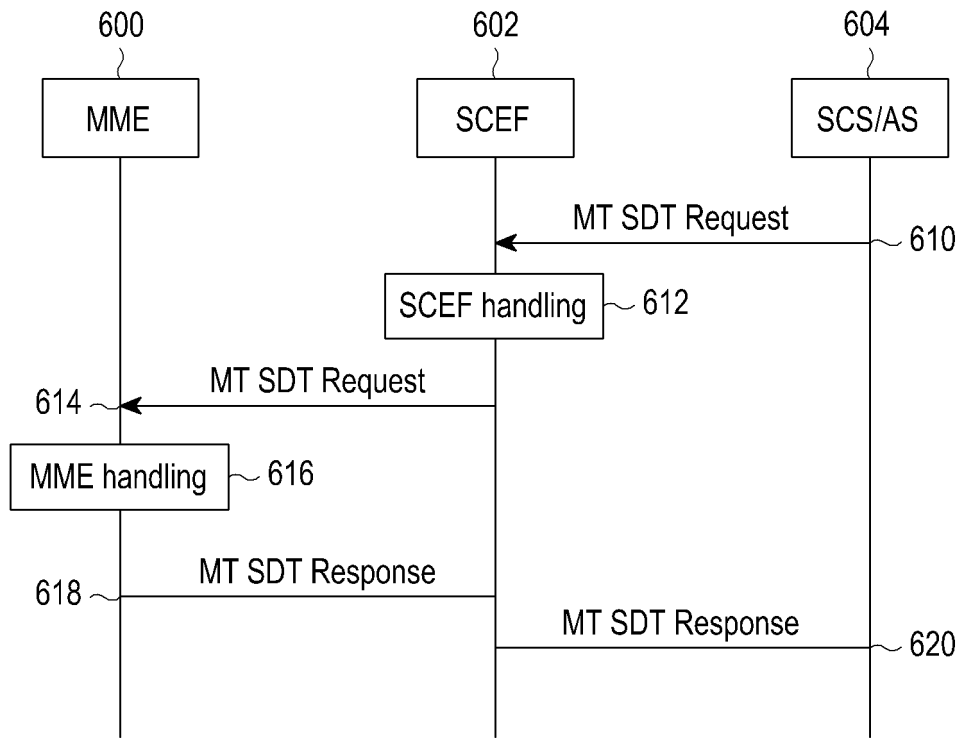 600
602
604
MME
SCEF
SCS/AS
MT SDT Request
610
SCEF handling
612
MT SDT Request
614
MME handling
616
MT SDT Response
618
MT SDT Response
620